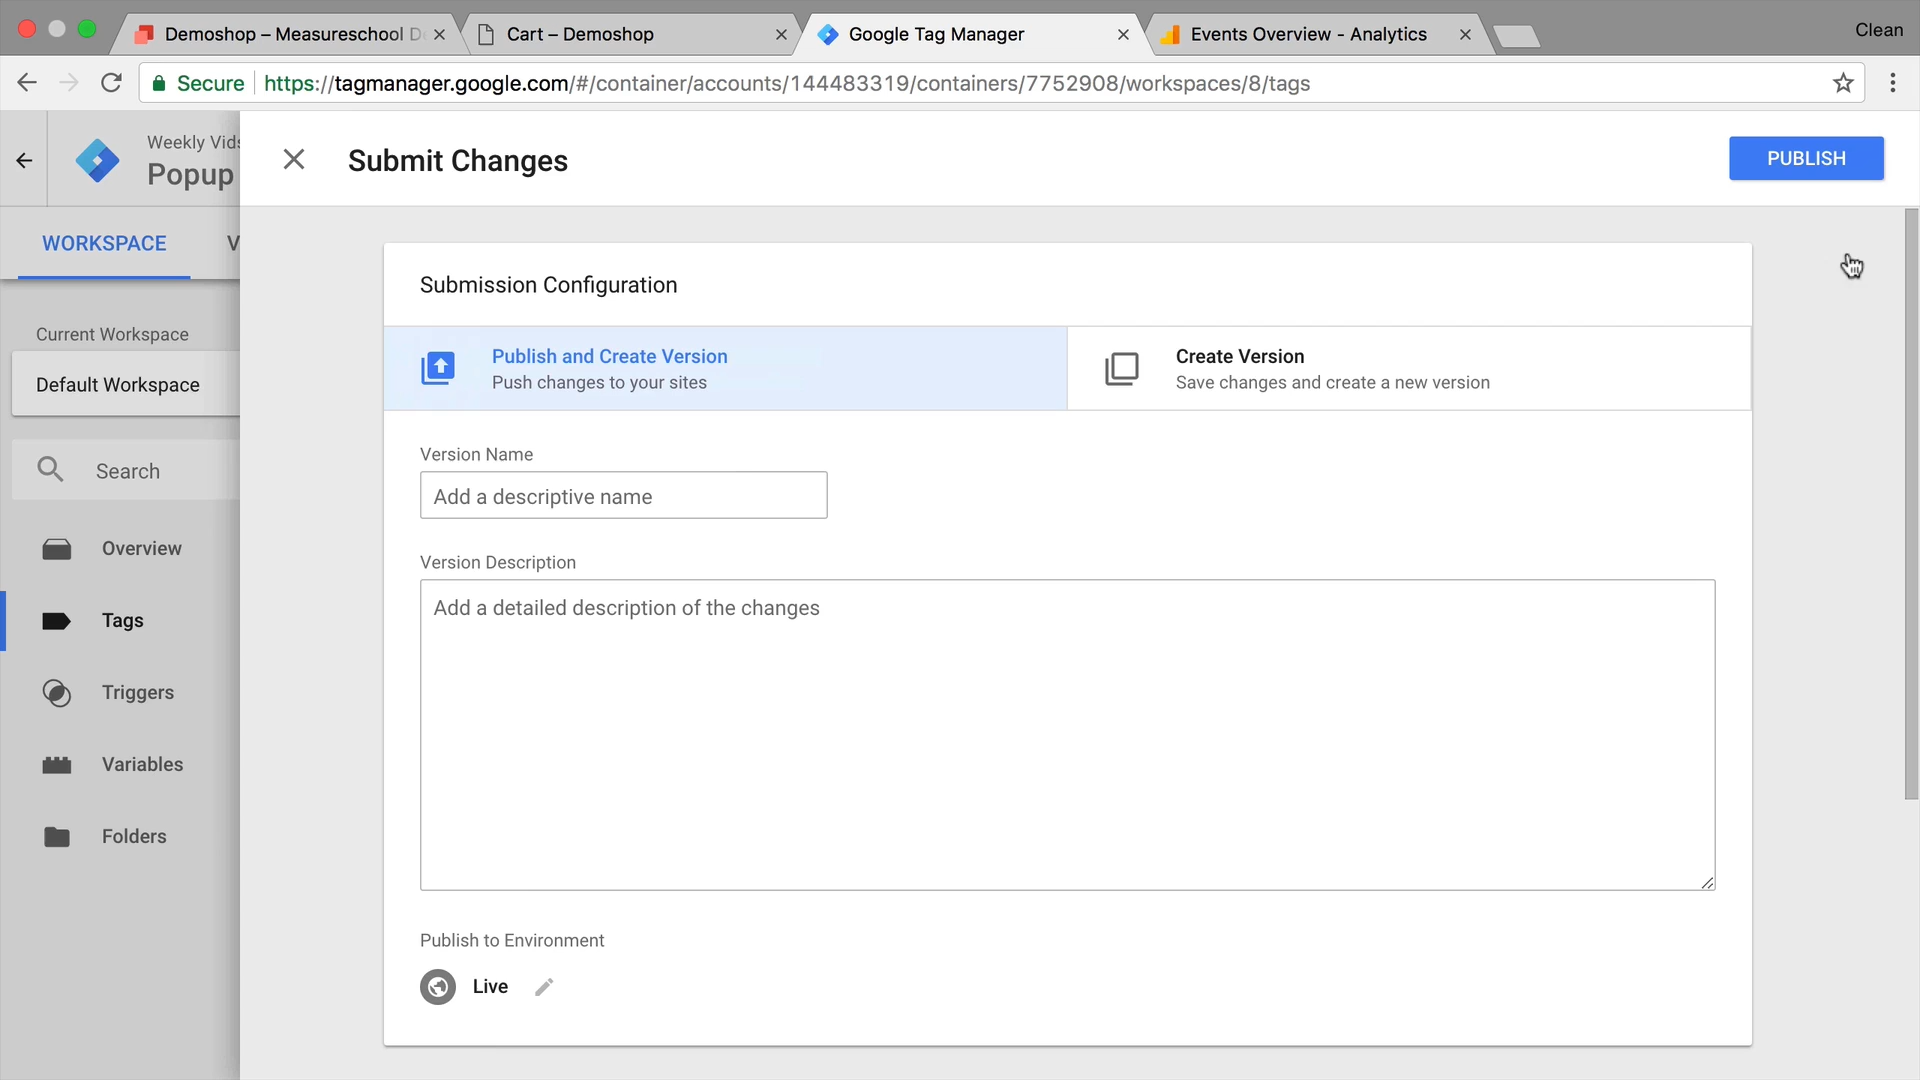 Demoshop – Measureschool D
Cart – Demoshop
Google Tag Manager
Events Overview - Analytics
Clean
Secure
https://tagmanager.google.com/#/container/accounts/144483319/containers/7752908/workspaces/8/tags
Weekly Vids
Popup
Submit Changes
PUBLISH
WORKSPACE
V
Submission Configuration
Current Workspace
Default Workspace
Publish and Create Version
Push changes to your sites
Create Version
Save changes and create a new version
Version Name
Add a descriptive name
Search
Version Description
Add a detailed description of the changes
Overview
Tags
Triggers
Variables
Folders
Publish to Environment
Live